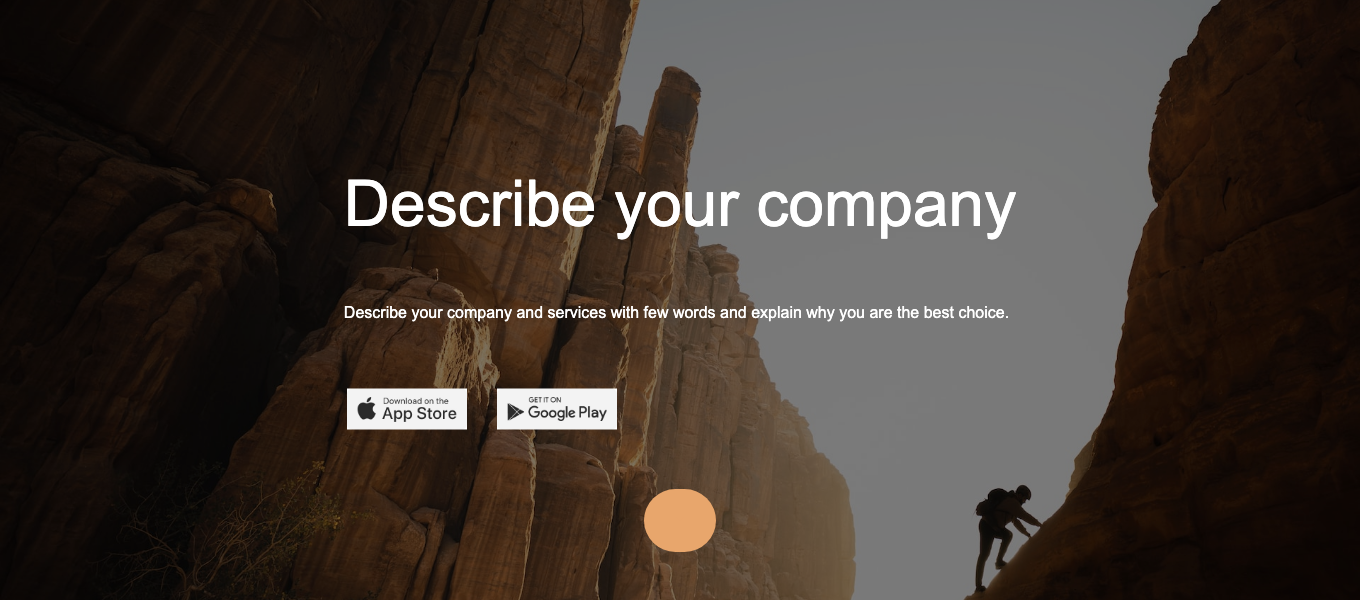 Describe your company
Describe your company and services with few words and explain why you are the best choice.
Download on the
App Store
GET IT ON
Google Play